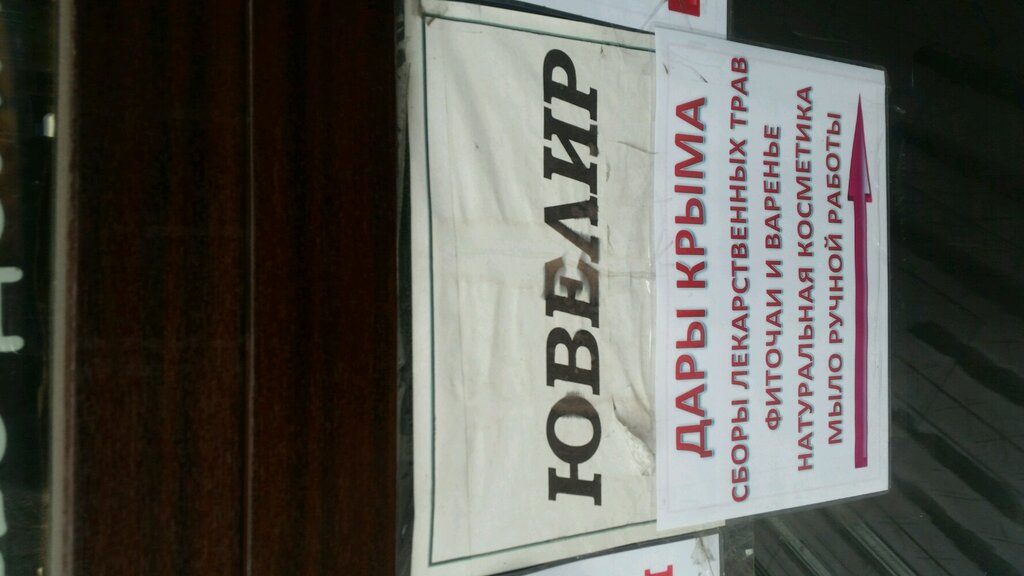 ЮВЕЛИР
ДАРЫ КРЫМА
СБОРЫ ЛЕКАРСТВЕННЫХ ТРАВ
ФИТОЧАИ И ВАРЕНЬЕ
НАТУРАЛЬНАЯ КОСМЕТИКА
МЫЛО РУЧНОЙ РАБОТЫ